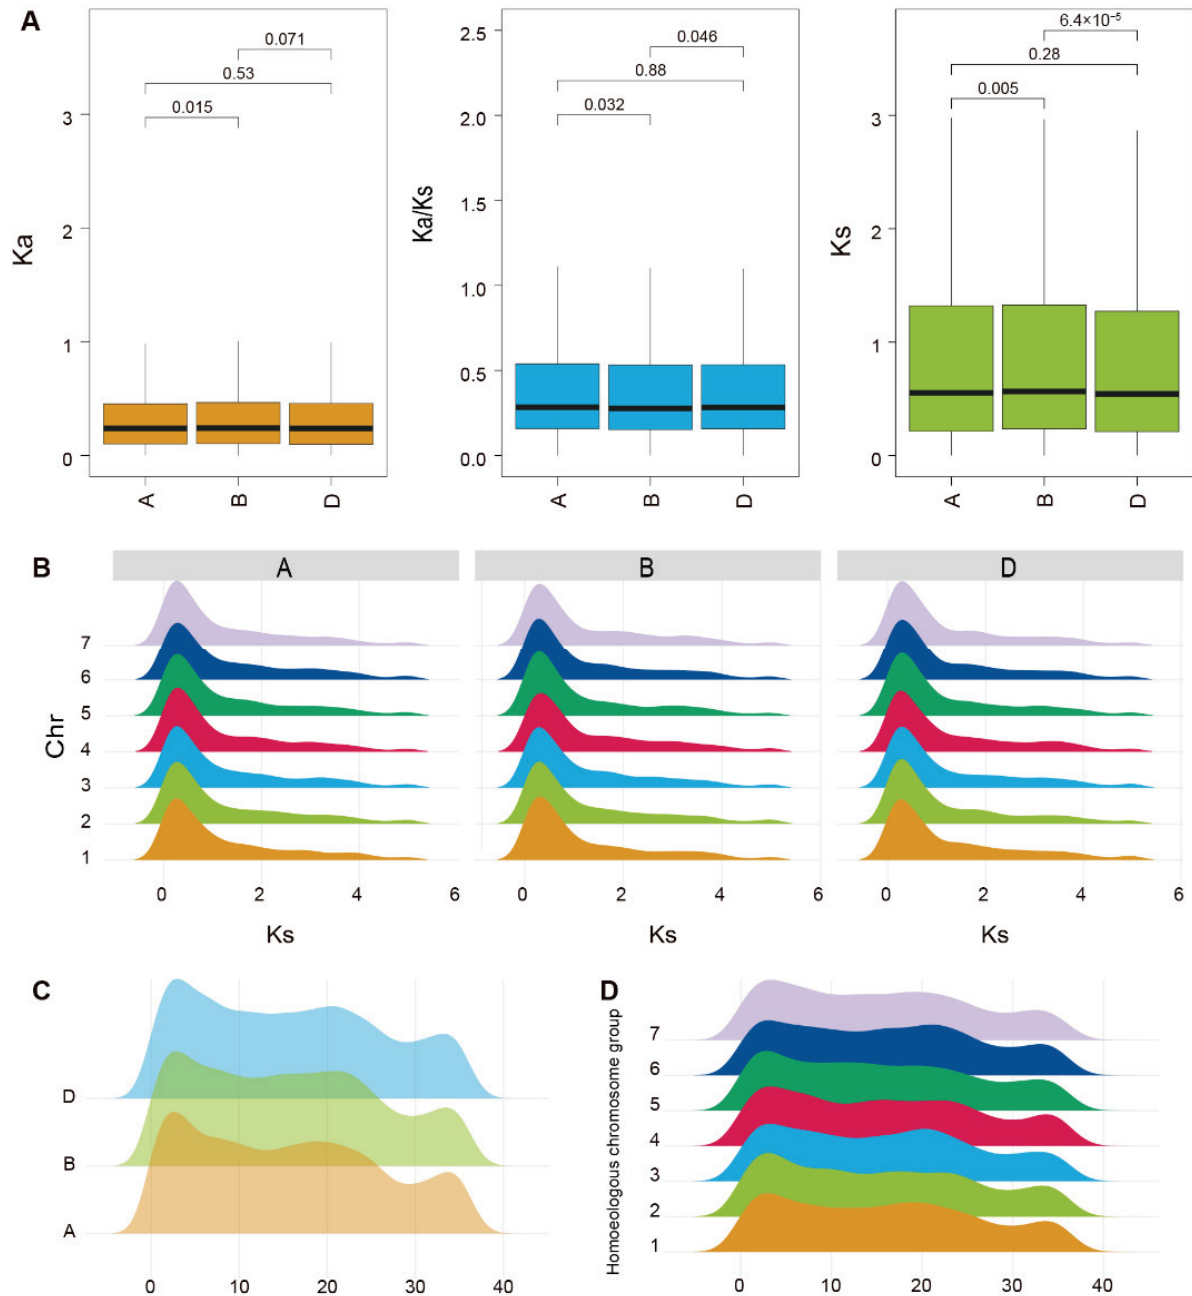 A
Ka
3
2
1
0
0.071
0.53
0.015
A
B
D
Ka/Ks
2.5
2.0
1.5
1.0
0.5
0.0
0.046
0.88
0.032
A
B
D
Ks
3
2
1
0
6.4×10⁻⁵
0.28
0.005
A
B
D
B
A
B
D
Chr
7
6
5
4
3
2
1
0 2 4 6
0 2 4 6
0 2 4 6
Ks
Ks
Ks
C
D
B
A
0 10 20 30 40
D
Homoeologous chromosome group
7
6
5
4
3
2
1
0 10 20 30 40